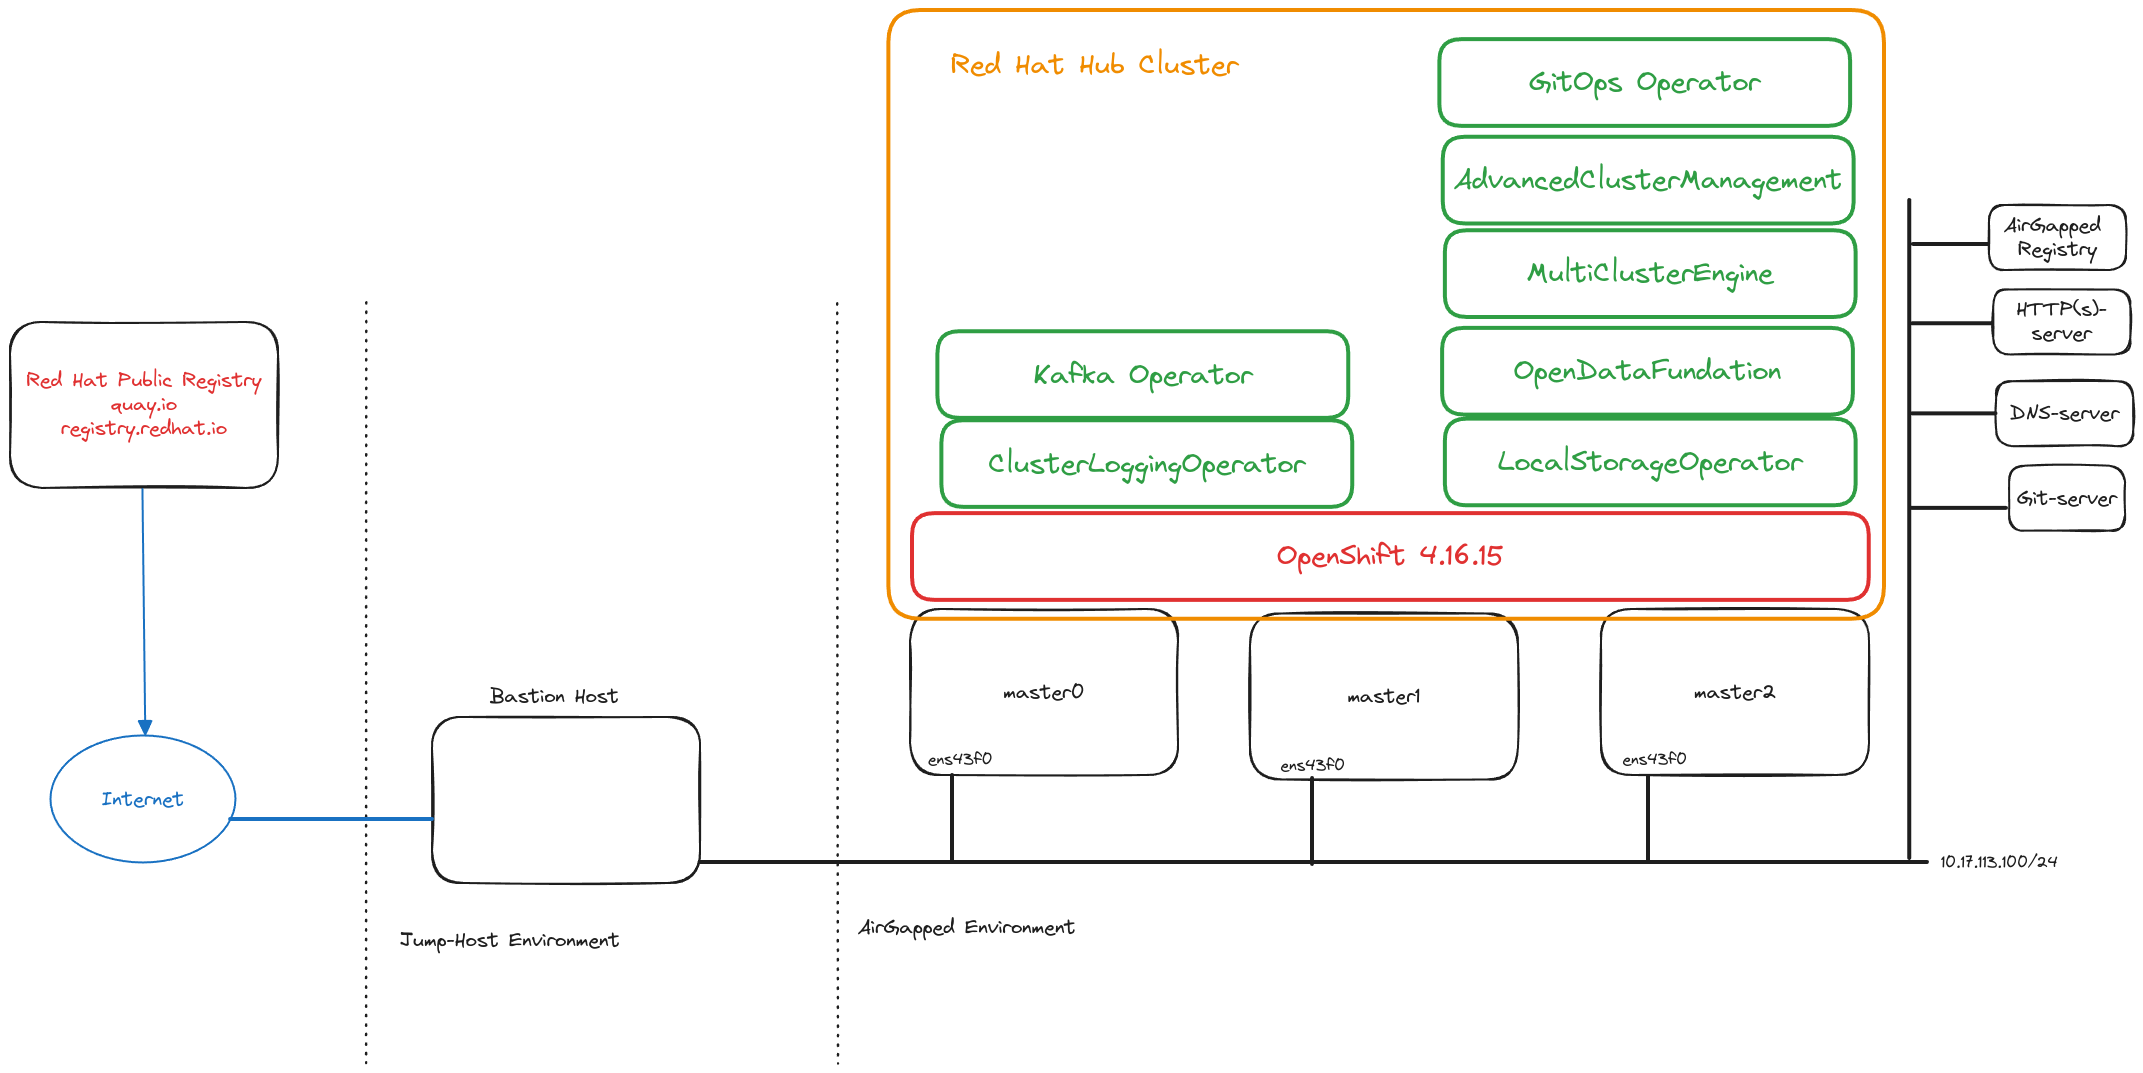 Red Hat Hub Cluster
GitOps Operator
AdvancedClusterManagement
MultiClusterEngine
Kafka Operator
OpenDataFundation
ClusterLoggingOperator
LocalStorageOperator
OpenShift 4.16.15
AirGapped
Registry
HTTP(s)-
server
DNS-server
Git-server
Red Hat Public Registry
quay.io
registry.redhat.io
Internet
Bastion Host
master0
master1
master2
ens43f0
ens43f0
ens43f0
10.17.113.100/24
Jump-Host Environment
AirGapped Environment